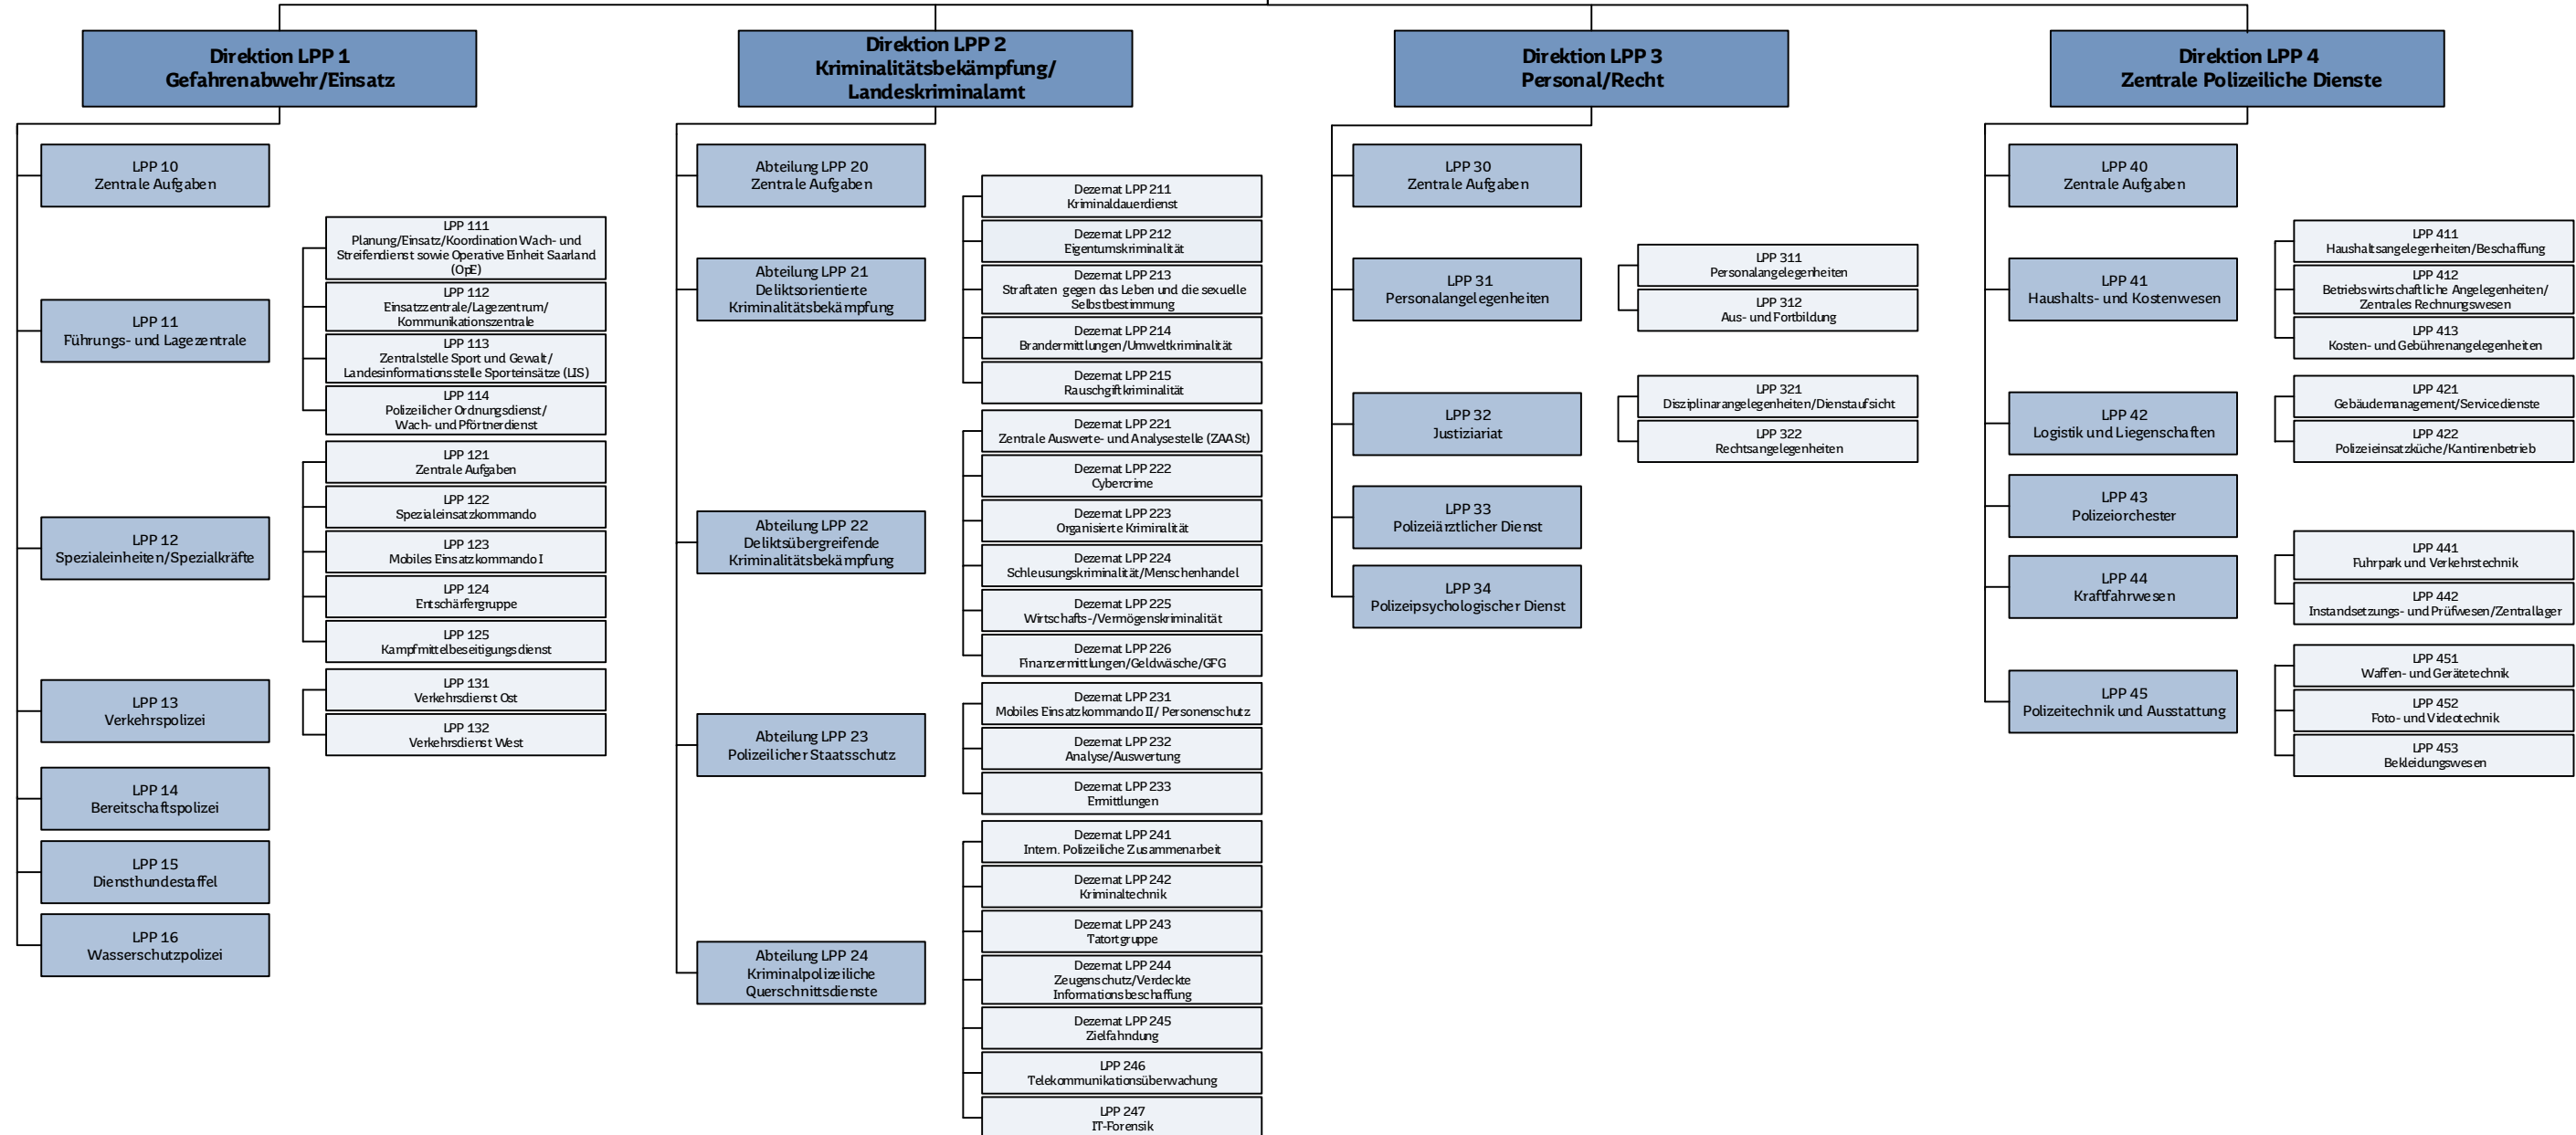 Direktion LPP 1
Gefahrenabwehr/Einsatz
LPP 10
Zentrale Aufgaben
LPP 11
Führungs- und Lagezentrale
LPP 111
Planung/Einsatz/Koordination Wach- und
Streifendienst sowie Operative Einheit Saarland
(OpE)
LPP 112
Einsatzzentrale/Lagezentrum/
Kommunikationszentrale
LPP 113
Zentralstelle Sport und Gewalt/
Landesinformationsstelle Sporteinsätze (LIS)
LPP 114
Polizeilicher Ordnungsdienst/
Wach- und Pförtnerdienst
LPP 12
Spezialeinheiten/Spezialkräfte
LPP 121
Zentrale Aufgaben
LPP 122
Spezialeinsatzkommando
LPP 123
Mobiles Einsatzkommando I
LPP 124
Entschärfergruppe
LPP 125
Kampfmittelbeseitigungsdienst
LPP 13
Verkehrspolizei
LPP 131
Verkehrsdienst Ost
LPP 132
Verkehrsdienst West
LPP 14
Bereitschaftspolizei
LPP 15
Diensthundestaffel
LPP 16
Wasserschutzpolizei
Direktion LPP 2
Kriminalitätsbekämpfung/
Landeskriminalamt
Abteilung LPP 20
Zentrale Aufgaben
Abteilung LPP 21
Deliktsorientierte
Kriminalitätsbekämpfung
Dezernat LPP 211
Kriminaldauerdienst
Dezernat LPP 212
Eigentumskriminalität
Dezernat LPP 213
Straftaten gegen das Leben und die sexuelle
Selbstbestimmung
Dezernat LPP 214
Brandermittlungen/Umweltkriminalität
Dezernat LPP 215
Rauschgiftkriminalität
Abteilung LPP 22
Deliktsübergreifende
Kriminalitätsbekämpfung
Dezernat LPP 221
Zentrale Auswerte- und Analysestelle (ZAASt)
Dezernat LPP 222
Cybercrime
Dezernat LPP 223
Organisierte Kriminalität
Dezernat LPP 224
Schleusungskriminalität/Menschenhandel
Dezernat LPP 225
Wirtschafts-/Vermögenskriminalität
Dezernat LPP 226
Finanzermittlungen/Geldwäsche/GFG
Abteilung LPP 23
Polizeilicher Staatsschutz
Dezernat LPP 231
Mobiles Einsatzkommando II/ Personenschutz
Dezernat LPP 232
Analyse/Auswertung
Dezernat LPP 233
Ermittlungen
Abteilung LPP 24
Kriminalpolizeiliche
Querschnittsdienste
Dezernat LPP 241
Intern. Polizeiliche Zusammenarbeit
Dezernat LPP 242
Kriminaltechnik
Dezernat LPP 243
Tatortgruppe
Dezernat LPP 244
Zeugenschutz/Verdeckte
Informationsbeschaffung
Dezernat LPP 245
Zielfahndung
LPP 246
Telekommunikationsüberwachung
LPP 247
IT-Forensik
Direktion LPP 3
Personal/Recht
LPP 30
Zentrale Aufgaben
LPP 31
Personalangelegenheiten
LPP 311
Personalangelegenheiten
LPP 312
Aus- und Fortbildung
LPP 32
Justiziariat
LPP 321
Disziplinarangelegenheiten/Dienstaufsicht
LPP 322
Rechtsangelegenheiten
LPP 33
Polizeiärztlicher Dienst
LPP 34
Polizeipsychologischer Dienst
Direktion LPP 4
Zentrale Polizeiliche Dienste
LPP 40
Zentrale Aufgaben
LPP 41
Haushalts- und Kostenwesen
LPP 411
Haushaltsangelegenheiten/Beschaffung
LPP 412
Betriebswirtschaftliche Angelegenheiten/
Zentrales Rechnungswesen
LPP 413
Kosten- und Gebührenangelegenheiten
LPP 42
Logistik und Liegenschaften
LPP 421
Gebäudemanagement/Servicedienste
LPP 422
Polizeieinsatzküche/Kantinenbetrieb
LPP 43
Polizeiorchester
LPP 44
Kraftfahrwesen
LPP 441
Fuhrpark und Verkehrstechnik
LPP 442
Instandsetzungs- und Prüfwesen/Zentrallager
LPP 45
Polizeitechnik und Ausstattung
LPP 451
Waffen- und Gerätetechnik
LPP 452
Foto- und Videotechnik
LPP 453
Bekleidungswesen